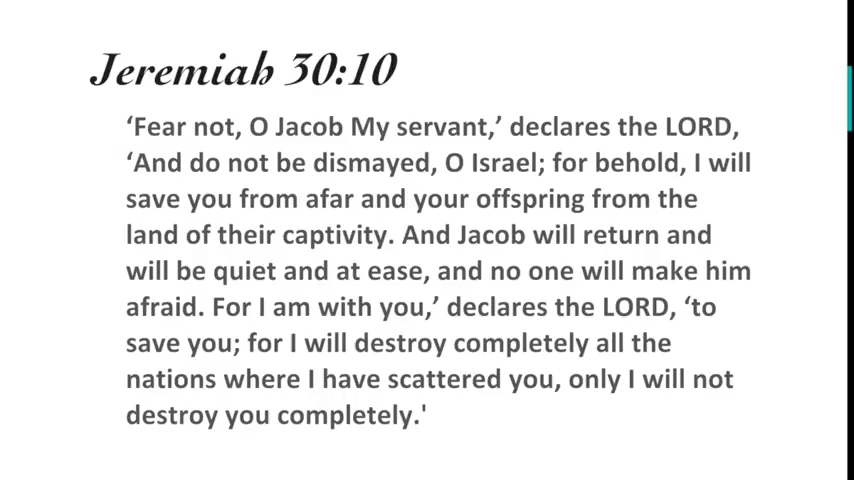 Jeremiah 30:10
‘Fear not, O Jacob My servant,’ declares the LORD,
‘And do not be dismayed, O Israel; for behold, I will
save you from afar and your offspring from the
land of their captivity. And Jacob will return and
will be quiet and at ease, and no one will make him
afraid. For I am with you,’ declares the LORD, ‘to
save you; for I will destroy completely all the
nations where I have scattered you, only I will not
destroy you completely.'